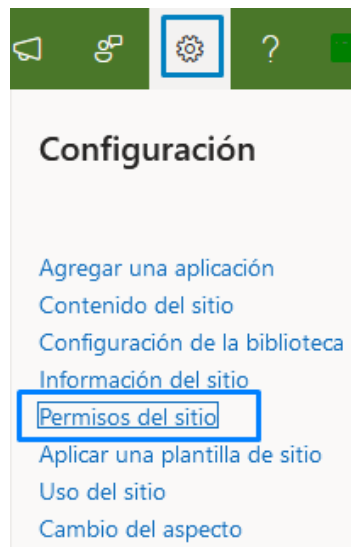 ?
Configuración
Agregar una aplicación
Contenido del sitio
Configuración de la biblioteca
Información del sitio
Permisos del sitio
Aplicar una plantilla de sitio
Uso del sitio
Cambio del aspecto